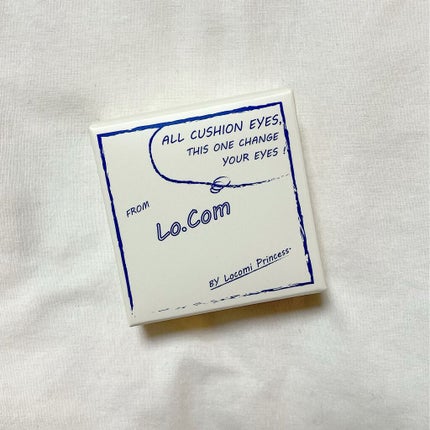 ALL CUSHION EYES,
THIS ONE CHANGE
YOUR EYES !
FROM
Lo.Com
BY Locomi Princess